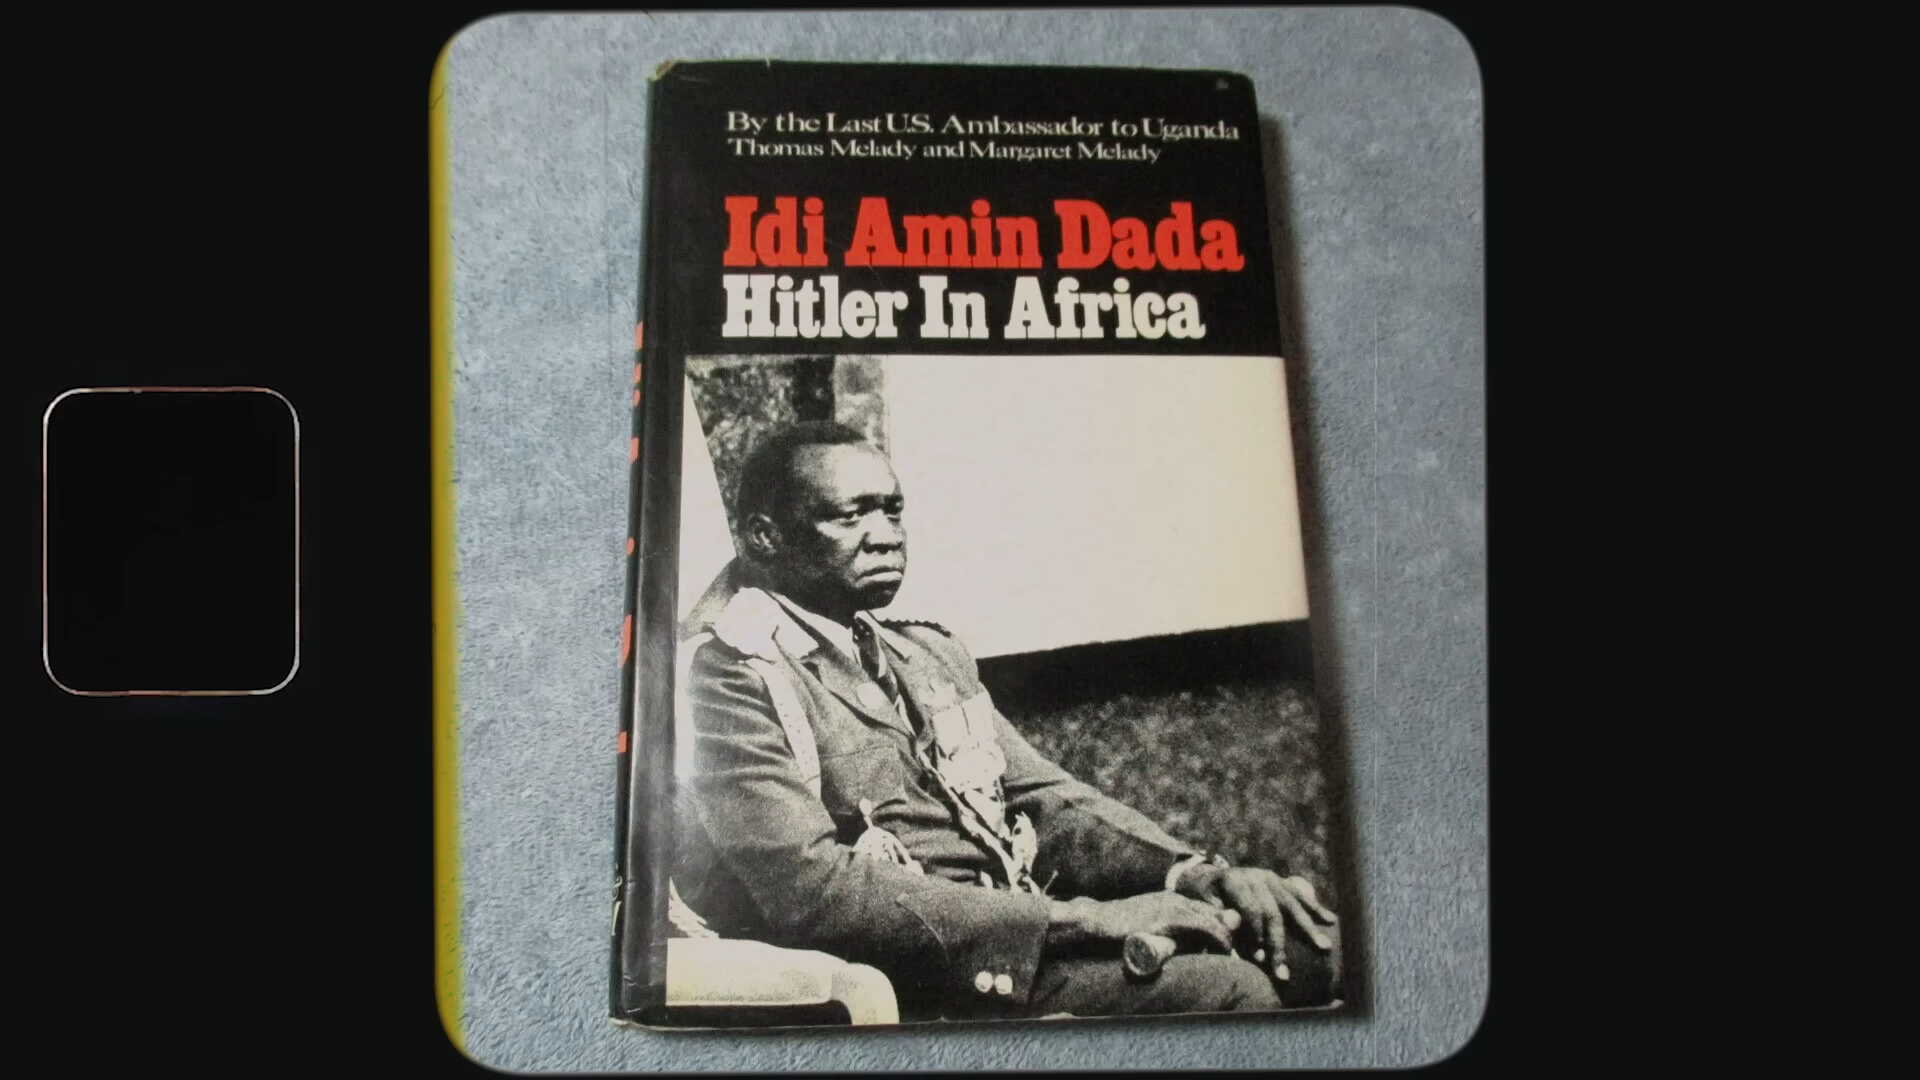 By the Last U.S. Ambassador to Uganda
Thomas Melady and Margaret Melady
Idi Amin Dada
Hitler In Africa